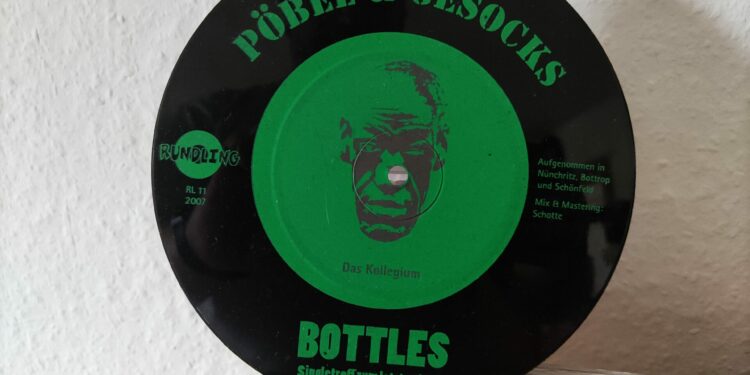 PÖBEL & GESOCKS
RUNDLING
RL 11
2007
Aufgenommen in
Nünchritz, Bottrop
und Schönfeld
Mix & Mastering:
Schotte
Das Kollegium
BOTTLES